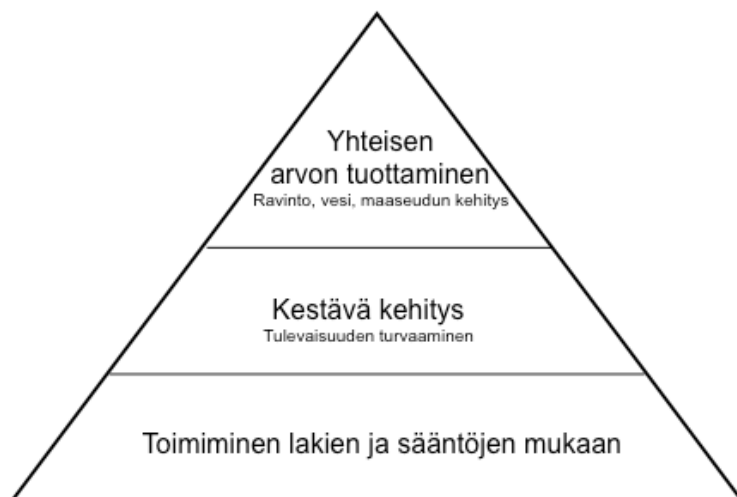 Yhteisen
arvon tuottaminen
Ravinto, vesi, maaseudun kehitys
Kestävä kehitys
Tulevaisuuden turvaaminen
Toimiminen lakien ja sääntöjen mukaan